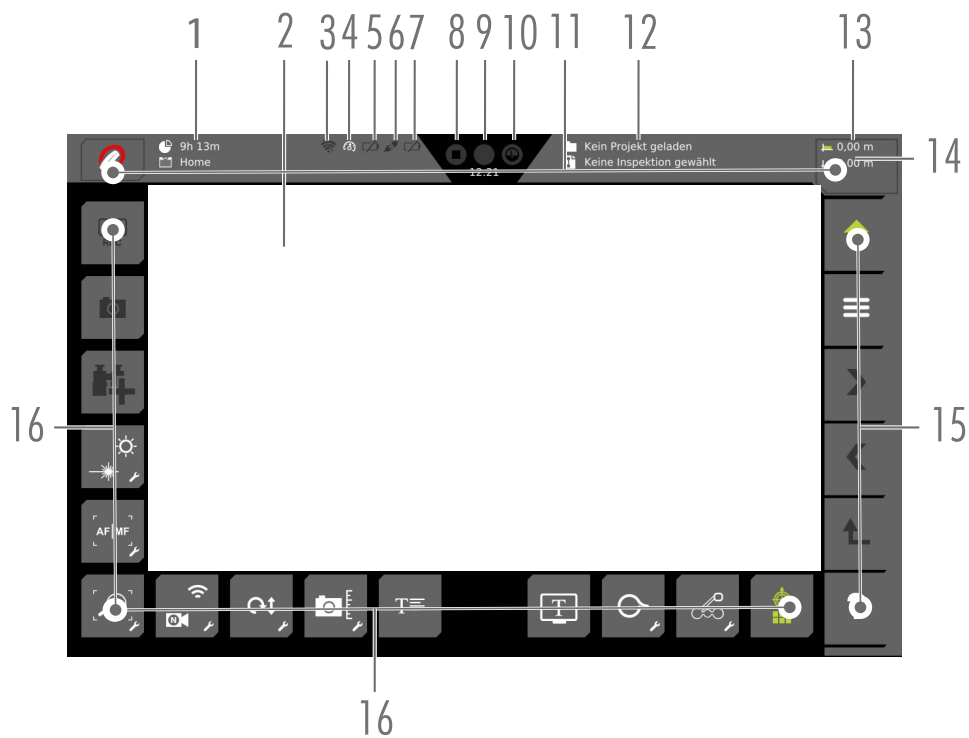 1 2 3 4 5 6 7 8 9 10 11 12 13
9h 13m
Home
12:21
Kein Projekt geladen
Keine Inspektion gewählt
0,00 m
00 m
14
15
16
AF MF
N
T
T
16